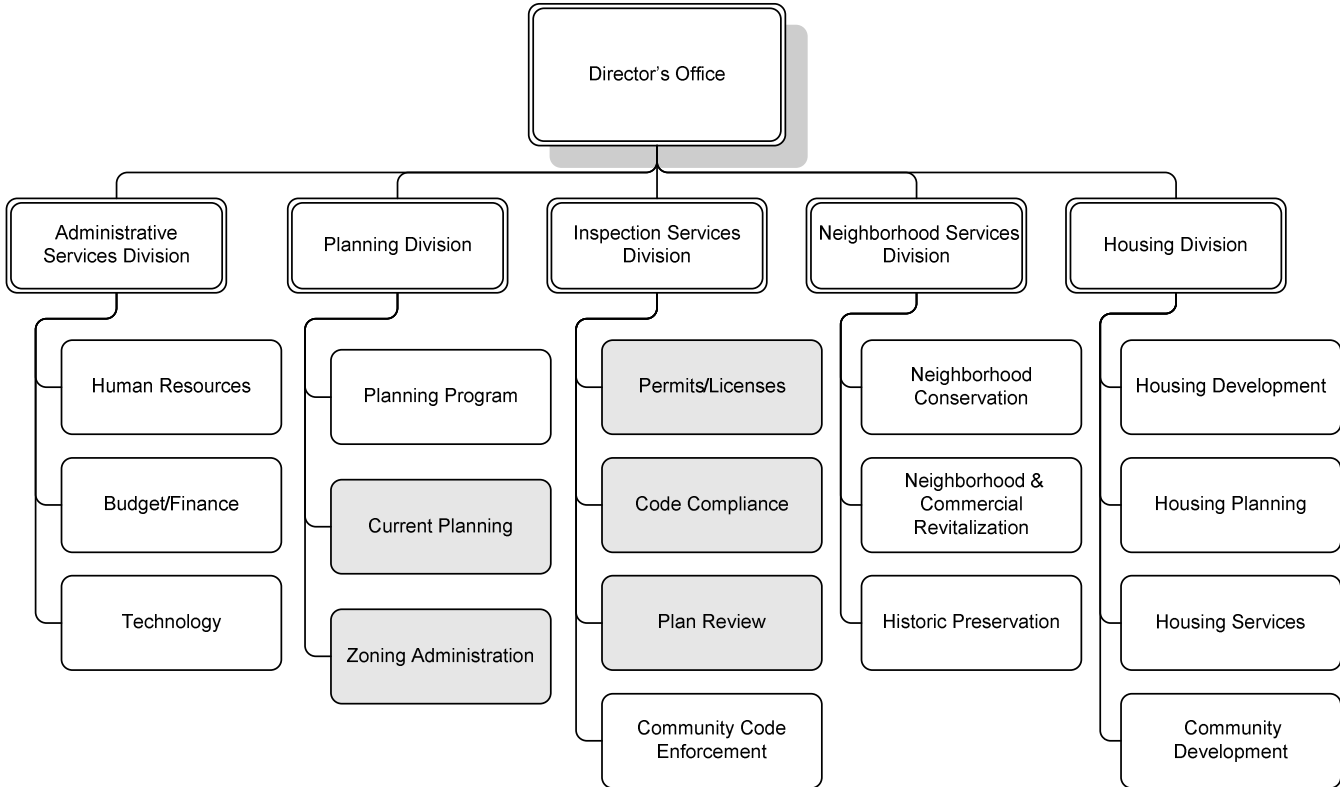 Director's Office
Administrative
Services Division
Planning Division
Inspection Services
Division
Neighborhood Services
Division
Housing Division
Human Resources
Budget/Finance
Technology
Planning Program
Current Planning
Zoning Administration
Permits/Licenses
Code Compliance
Plan Review
Community Code
Enforcement
Neighborhood
Conservation
Neighborhood &
Commercial
Revitalization
Historic Preservation
Housing Development
Housing Planning
Housing Services
Community
Development